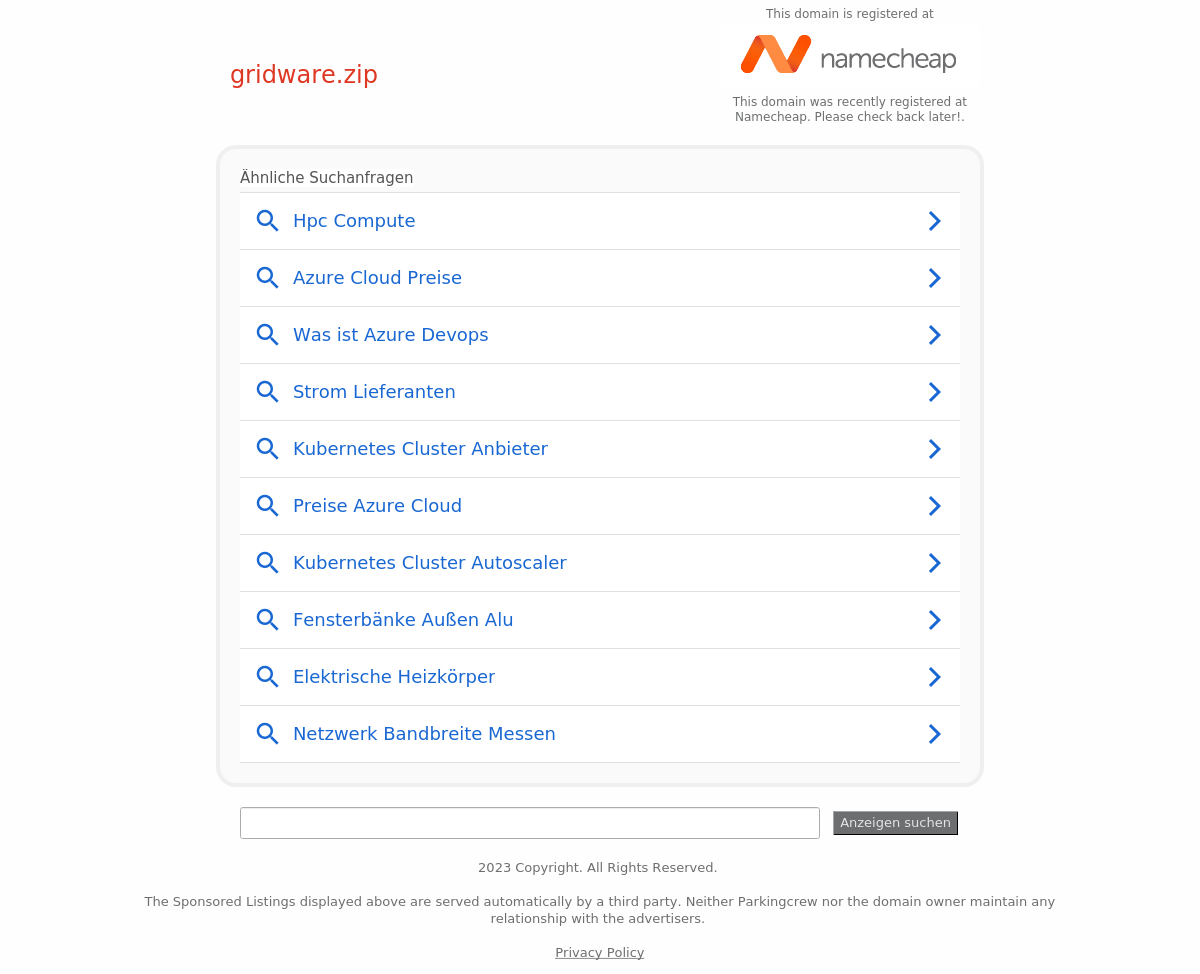 This domain is registered at
namecheap
gridware.zip
This domain was recently registered at
Namecheap. Please check back later!.
Ähnliche Suchanfragen
Hpc Compute
Azure Cloud Preise
Was ist Azure Devops
Strom Lieferanten
Kubernetes Cluster Anbieter
Preise Azure Cloud
Kubernetes Cluster Autoscaler
Fensterbänke Außen Alu
Elektrische Heizkörper
Netzwerk Bandbreite Messen
Anzeigen suchen
2023 Copyright. All Rights Reserved.
The Sponsored Listings displayed above are served automatically by a third party. Neither Parkingcrew nor the domain owner maintain any
relationship with the advertisers.
Privacy Policy